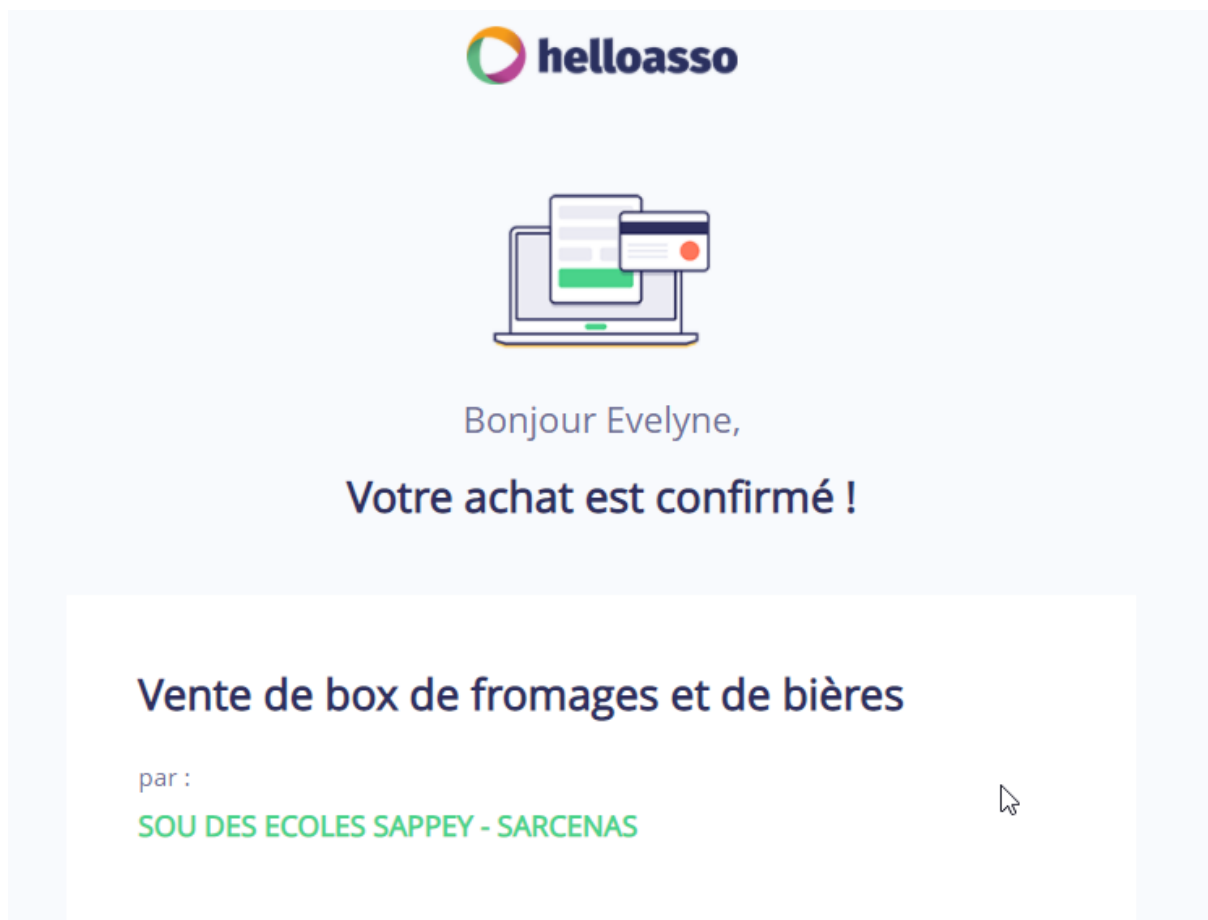 helloasso
Bonjour Evelyne,
Votre achat est confirmé !
Vente de box de fromages et de bières
par :
SOU DES ECOLES SAPPEY - SARCENAS